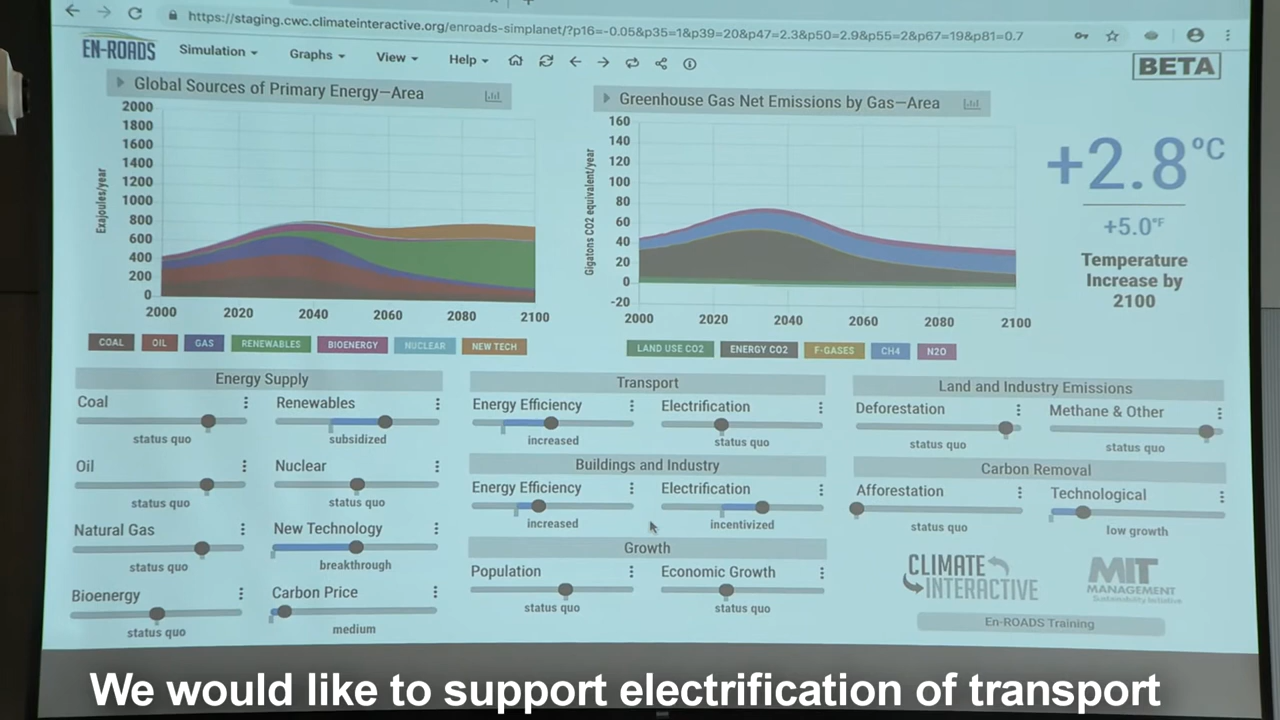 https://staging.cwc.climateinteractive.org/enroads-simplanet/?p16=-0.05&p35=1&p39=20&p47=2.3&p50=2.9&p55=2&p67=19&p81=0.7
EN-ROADS
Simulation Graphs View Help
BETA
Global Sources of Primary Energy—Area
Greenhouse Gas Net Emissions by Gas—Area
Exajoules/year
2000
1800
1600
1400
1200
1000
800
600
400
200
0
2000 2020 2040 2060 2080 2100
COAL OIL GAS RENEWABLES BIOENERGY NUCLEAR NEW TECH
Gigatons CO2 equivalent/year
160
140
120
100
80
60
40
20
0
-20
2000 2020 2040 2060 2080 2100
LAND USE CO2 ENERGY CO2 F-GASES CH4 N2O
+2.8°C
+5.0°F
Temperature
Increase by
2100
Energy Supply
Coal
status quo
Renewables
subsidized
Oil
status quo
Nuclear
status quo
Natural Gas
status quo
New Technology
breakthrough
Bioenergy
status quo
Carbon Price
medium
Transport
Energy Efficiency
increased
Electrification
status quo
Buildings and Industry
Energy Efficiency
increased
Electrification
incentivized
Growth
Population
status quo
Economic Growth
status quo
Land and Industry Emissions
Deforestation
status quo
Methane & Other
status quo
Carbon Removal
Afforestation
status quo
Technological
low growth
CLIMATE
INTERACTIVE
MIT
MANAGEMENT
Sustainability Initiative
En-ROADS Training
We would like to support electrification of transport